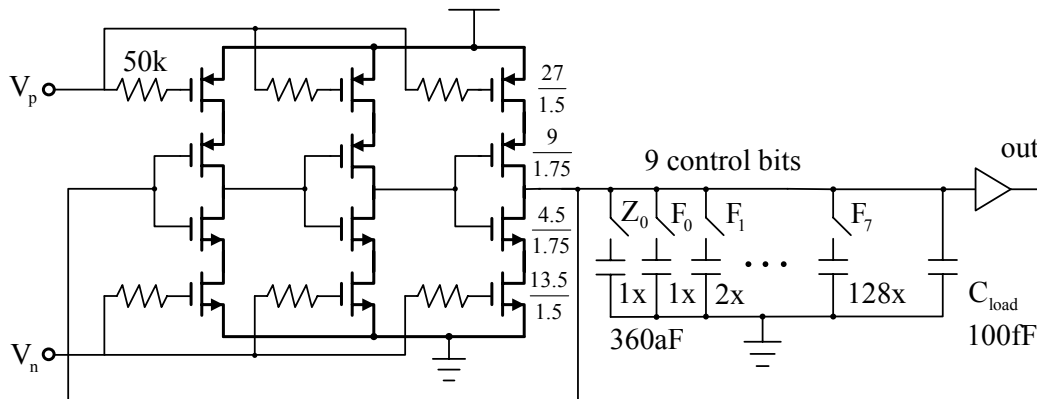 50k
V_p
27
1.5
9
1.75
4.5
1.75
13.5
1.5
V_n
9 control bits
out
Z_0
F_0
F_1
F_7
1x
1x
2x
128x
360aF
C_load
100fF